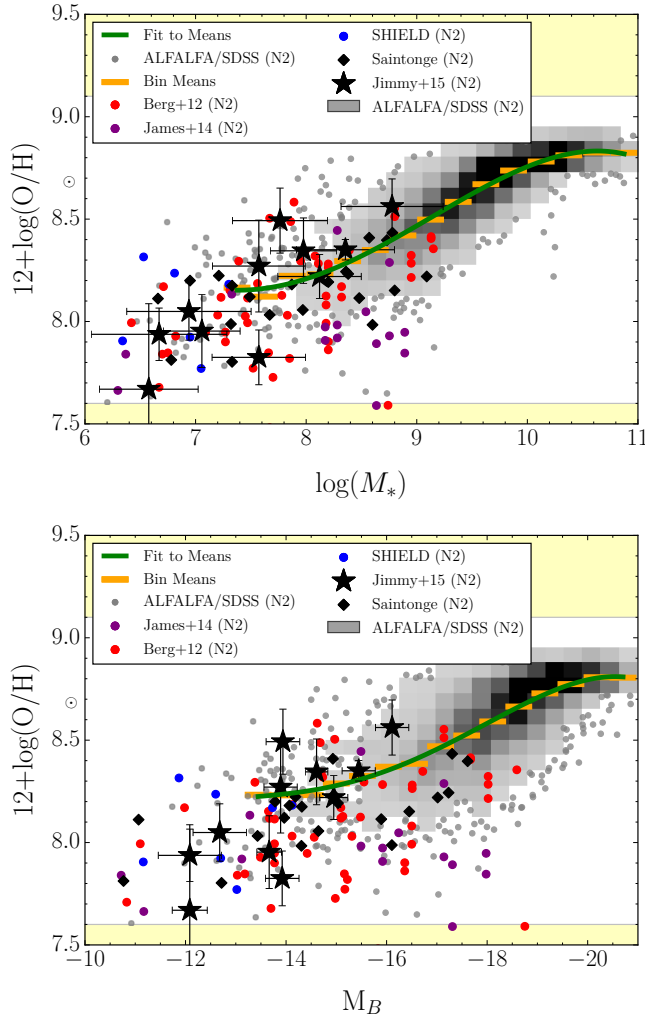 9.5
9.0
8.5
8.0
7.5
12+log(O/H)
⊙
Fit to Means
ALFALFA/SDSS (N2)
Bin Means
Berg+12 (N2)
James+14 (N2)
SHIELD (N2)
Saintonge (N2)
Jimmy+15 (N2)
ALFALFA/SDSS (N2)
6 7 8 9 10 11
log(M*)
9.5
9.0
8.5
8.0
7.5
12+log(O/H)
⊙
Fit to Means
Bin Means
ALFALFA/SDSS (N2)
James+14 (N2)
Berg+12 (N2)
SHIELD (N2)
Jimmy+15 (N2)
Saintonge (N2)
ALFALFA/SDSS (N2)
−10 −12 −14 −16 −18 −20
M_B